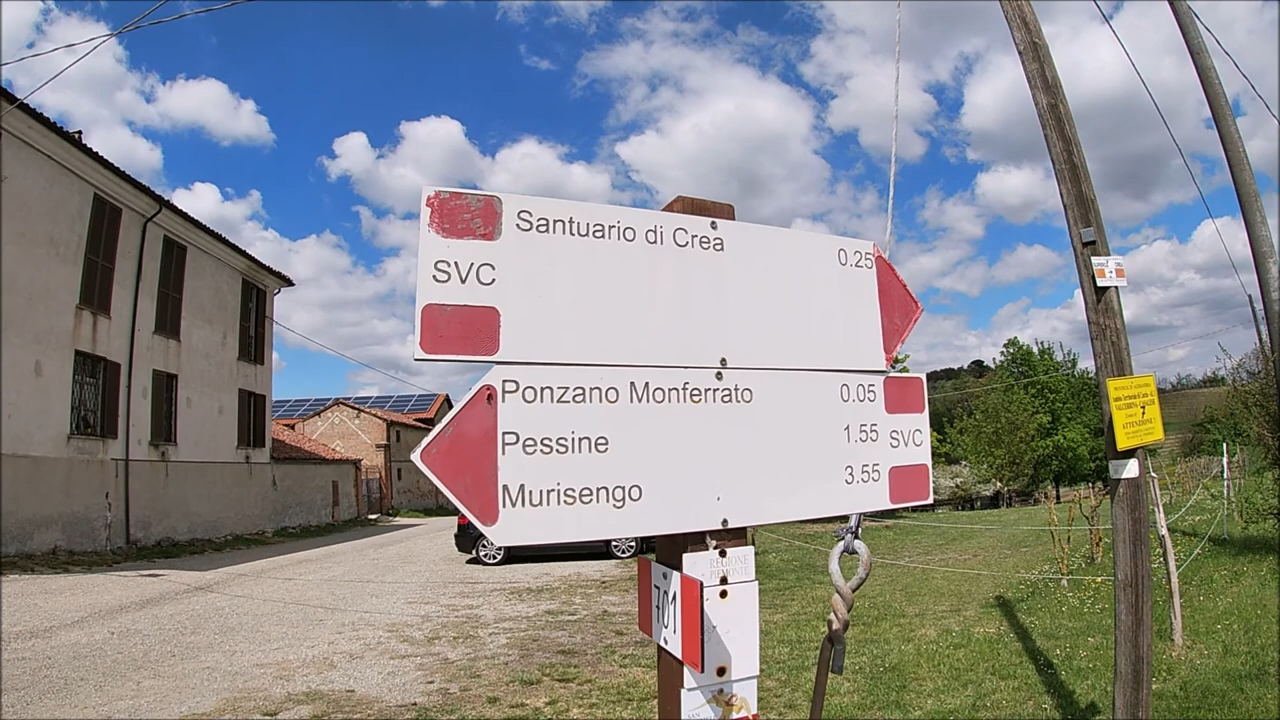 Santuario di Crea 0.25
SVC
Ponzano Monferrato 0.05
Pessine 1.55 SVC
Murisengo 3.55
REGIONE
PIEMONTE
701
ATTENZIONE!